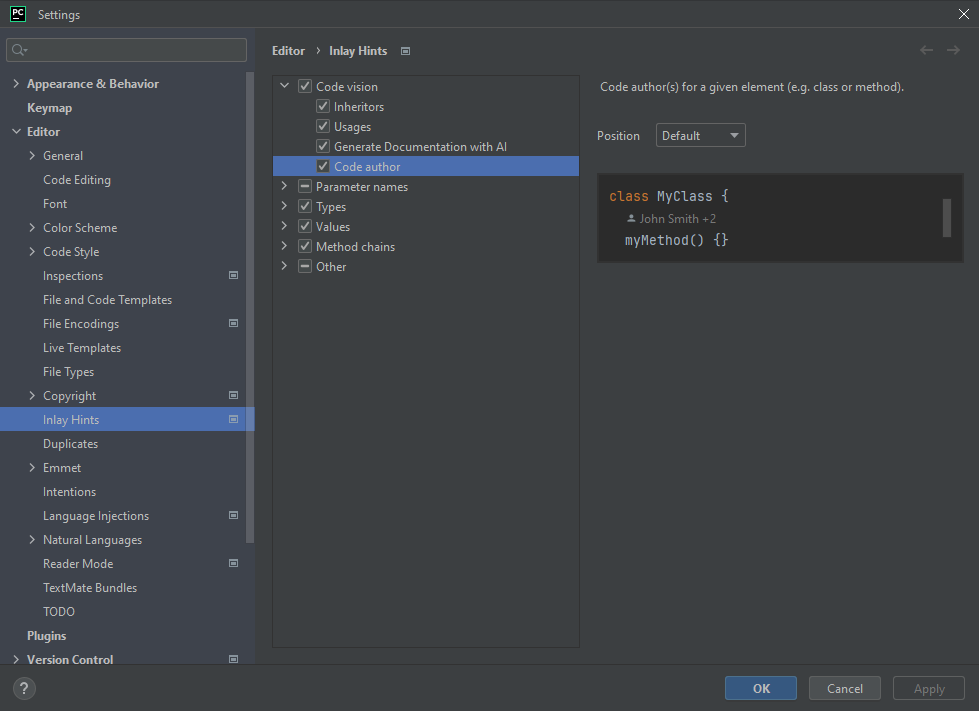 PC
Settings
Appearance & Behavior
Keymap
Editor
General
Code Editing
Font
Color Scheme
Code Style
Inspections
File and Code Templates
File Encodings
Live Templates
File Types
Copyright
Inlay Hints
Duplicates
Emmet
Intentions
Language Injections
Natural Languages
Reader Mode
TextMate Bundles
TODO
Plugins
Version Control
Editor › Inlay Hints
Code vision
Inheritors
Usages
Generate Documentation with AI
Code author
Parameter names
Types
Values
Method chains
Other
Code author(s) for a given element (e.g. class or method).
Position Default
class MyClass {
John Smith +2
myMethod() {}
?
OK Cancel Apply